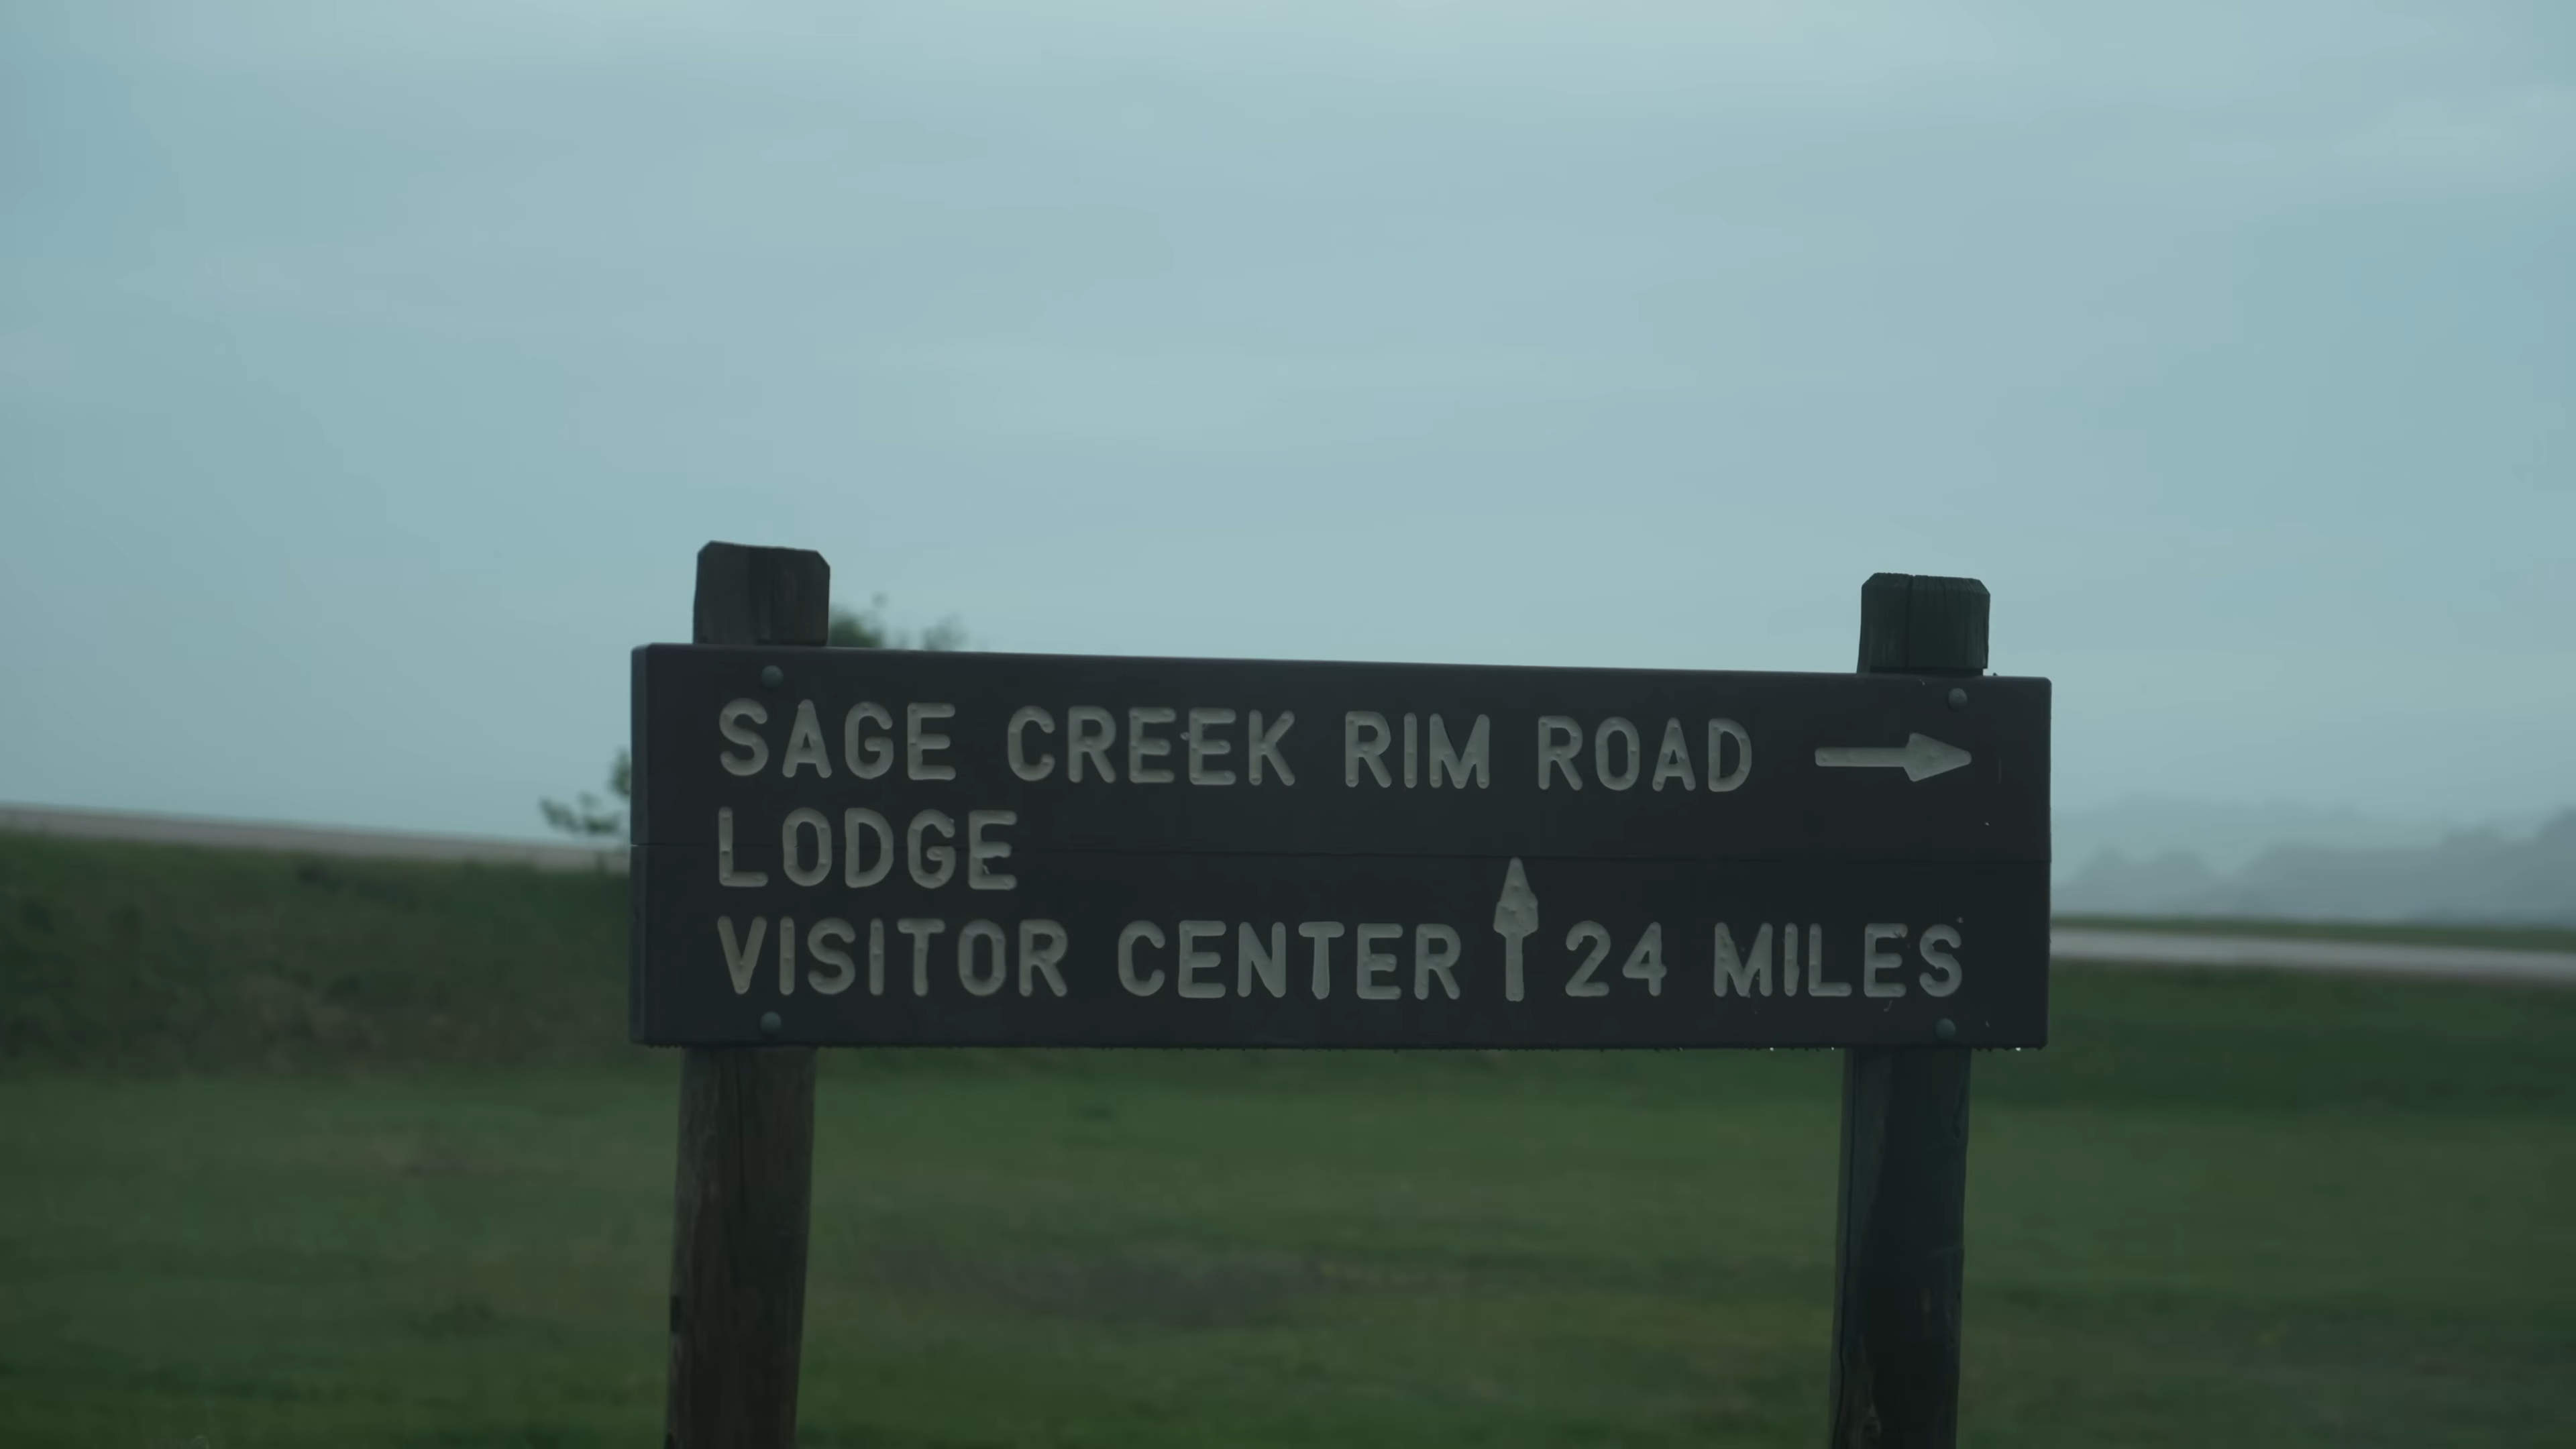 SAGE CREEK RIM ROAD →
LODGE
VISITOR CENTER ↑ 24 MILES